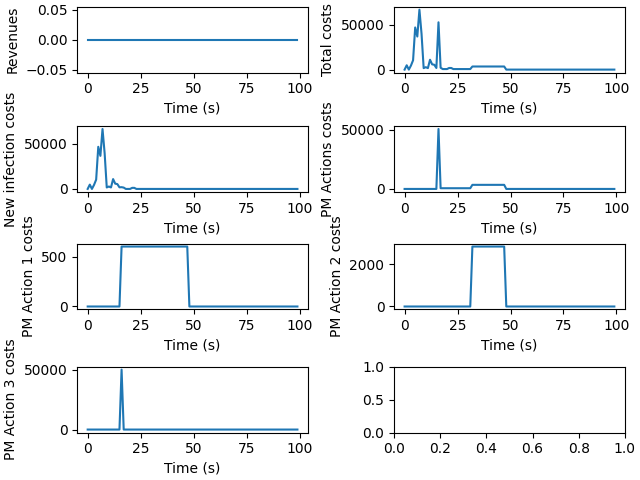 Revenues
0.05
0.00
−0.05
0 25 50 75 100
Time (s)
Total costs
50000
0
0 25 50 75 100
Time (s)
New infection costs
50000
0
0 25 50 75 100
Time (s)
PM Actions costs
50000
0
0 25 50 75 100
Time (s)
PM Action 1 costs
500
0
0 25 50 75 100
Time (s)
PM Action 2 costs
2000
0
0 25 50 75 100
Time (s)
PM Action 3 costs
50000
0
0 25 50 75 100
Time (s)
1.0
0.5
0.0
0.0 0.2 0.4 0.6 0.8 1.0